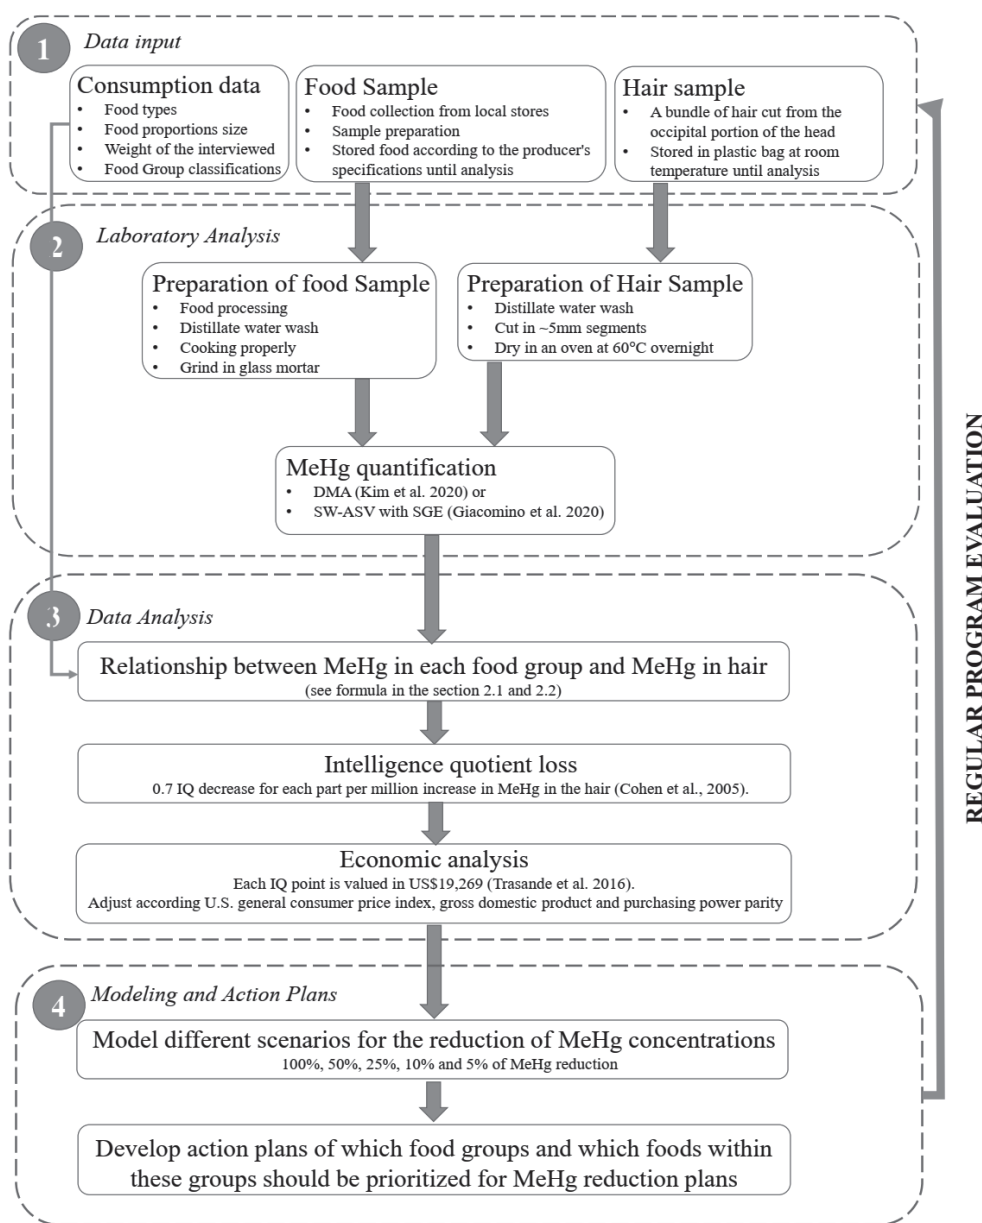 1
Data input
Consumption data
• Food types
• Food proportions size
• Weight of the interviewed
• Food Group classifications
Food Sample
• Food collection from local stores
• Sample preparation
• Stored food according to the producer's
specifications until analysis
Hair sample
• A bundle of hair cut from the
occipital portion of the head
• Stored in plastic bag at room
temperature until analysis
2
Laboratory Analysis
Preparation of food Sample
• Food processing
• Distillate water wash
• Cooking properly
• Grind in glass mortar
Preparation of Hair Sample
• Distillate water wash
• Cut in ~5mm segments
• Dry in an oven at 60°C overnight
MeHg quantification
• DMA (Kim et al. 2020) or
• SW-ASV with SGE (Giacomino et al. 2020)
3
Data Analysis
Relationship between MeHg in each food group and MeHg in hair
(see formula in the section 2.1 and 2.2)
Intelligence quotient loss
0.7 IQ decrease for each part per million increase in MeHg in the hair (Cohen et al., 2005).
Economic analysis
Each IQ point is valued in US$19,269 (Trasande et al. 2016).
Adjust according U.S. general consumer price index, gross domestic product and purchasing power parity
4
Modeling and Action Plans
Model different scenarios for the reduction of MeHg concentrations
100%, 50%, 25%, 10% and 5% of MeHg reduction
Develop action plans of which food groups and which foods within
these groups should be prioritized for MeHg reduction plans
REGULAR PROGRAM EVALUATION